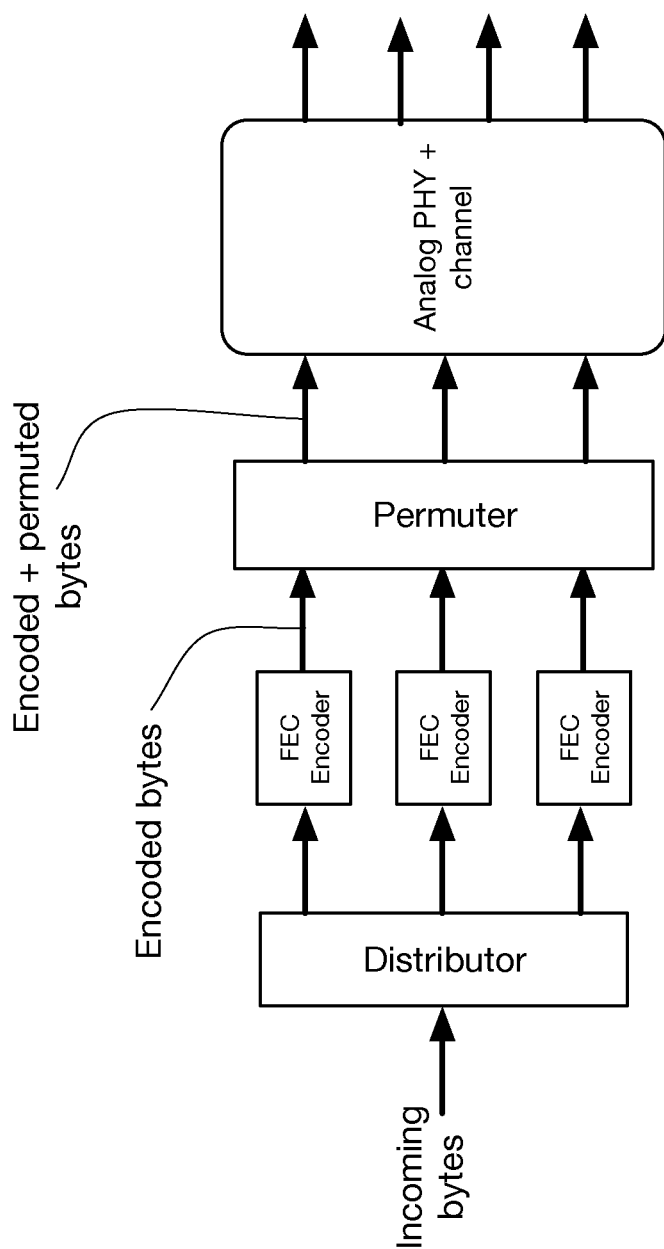 Incoming
bytes
Distributor
Encoded bytes
FEC
Encoder
FEC
Encoder
FEC
Encoder
Encoded + permuted
bytes
Permuter
Analog PHY +
channel